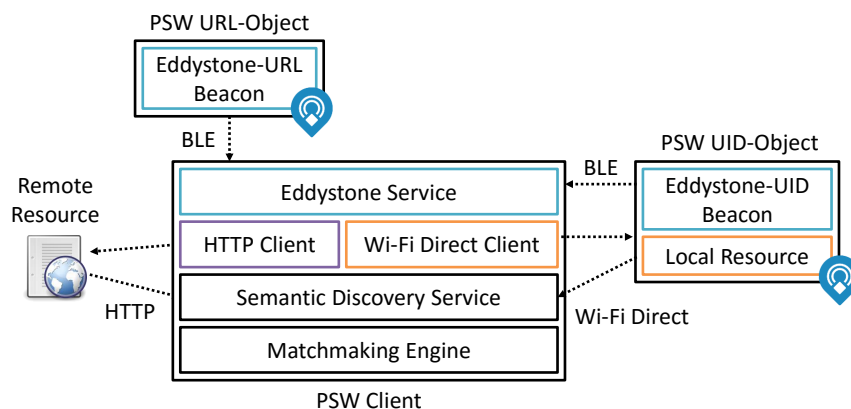 PSW URL-Object
Eddystone-URL
Beacon
BLE
PSW UID-Object
Eddystone-UID
Beacon
Local Resource
BLE
Remote
Resource
Eddystone Service
HTTP Client
Wi-Fi Direct Client
Semantic Discovery Service
HTTP
Wi-Fi Direct
Matchmaking Engine
PSW Client